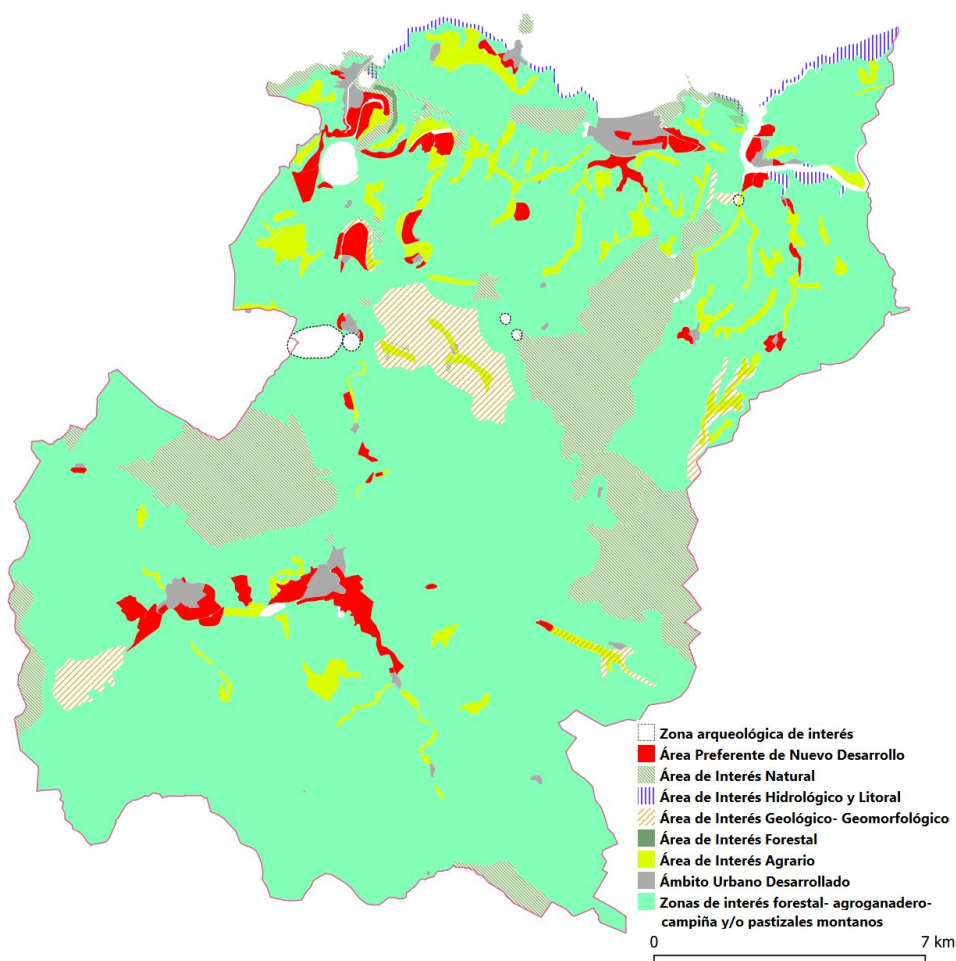 Zona arqueológica de interés
Área Preferente de Nuevo Desarrollo
Área de Interés Natural
Área de Interés Hidrológico y Litoral
Área de Interés Geológico- Geomorfológico
Área de Interés Forestal
Área de Interés Agrario
Ámbito Urbano Desarrollado
Zonas de interés forestal- agroganadero-
campiña y/o pastizales montanos
0 7 km